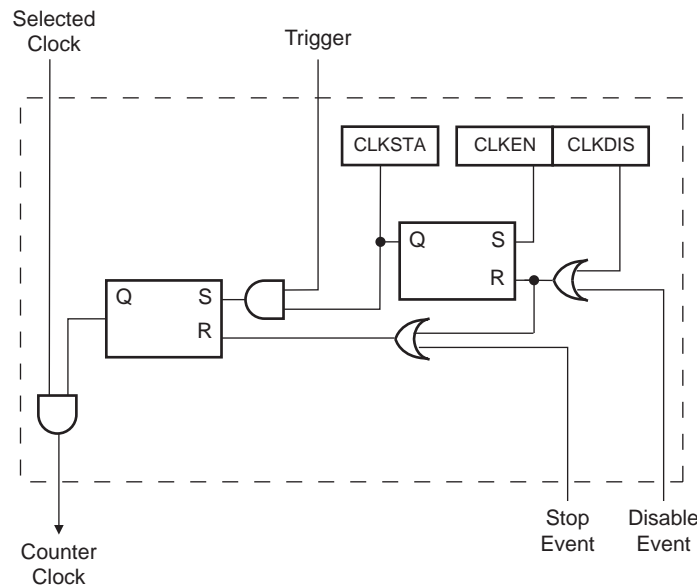 Selected
Clock
Trigger
CLKSTA
CLKEN
CLKDIS
Q
S
R
Q
S
R
Stop
Event
Disable
Event
Counter
Clock